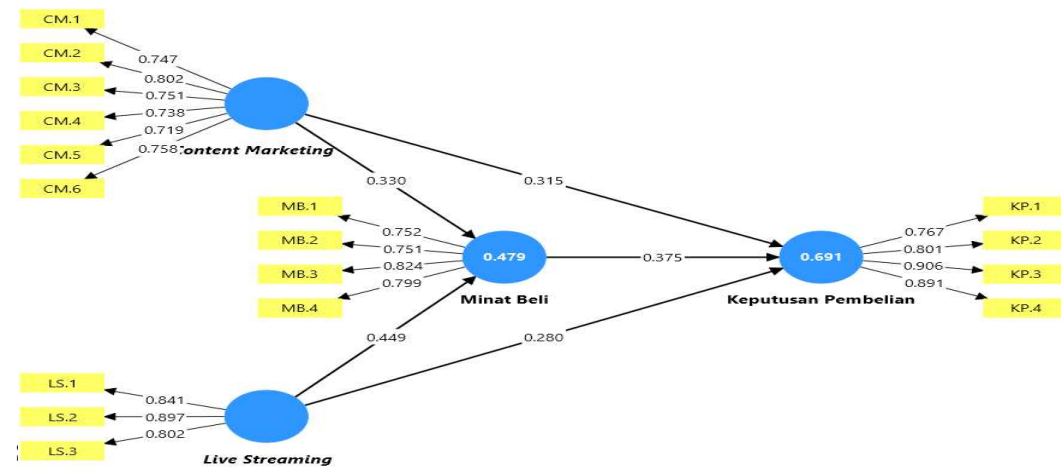 CM.1
CM.2
CM.3
CM.4
CM.5
CM.6
0.747
0.802
0.751
0.738
0.719
0.758
ontent Marketing
0.330
0.315
MB.1
MB.2
MB.3
MB.4
0.752
0.751
0.824
0.799
0.479
Minat Beli
0.375
0.691
Keputusan Pembelian
0.767
0.801
0.906
0.891
KP.1
KP.2
KP.3
KP.4
0.449
0.280
LS.1
LS.2
LS.3
0.841
0.897
0.802
Live Streaming